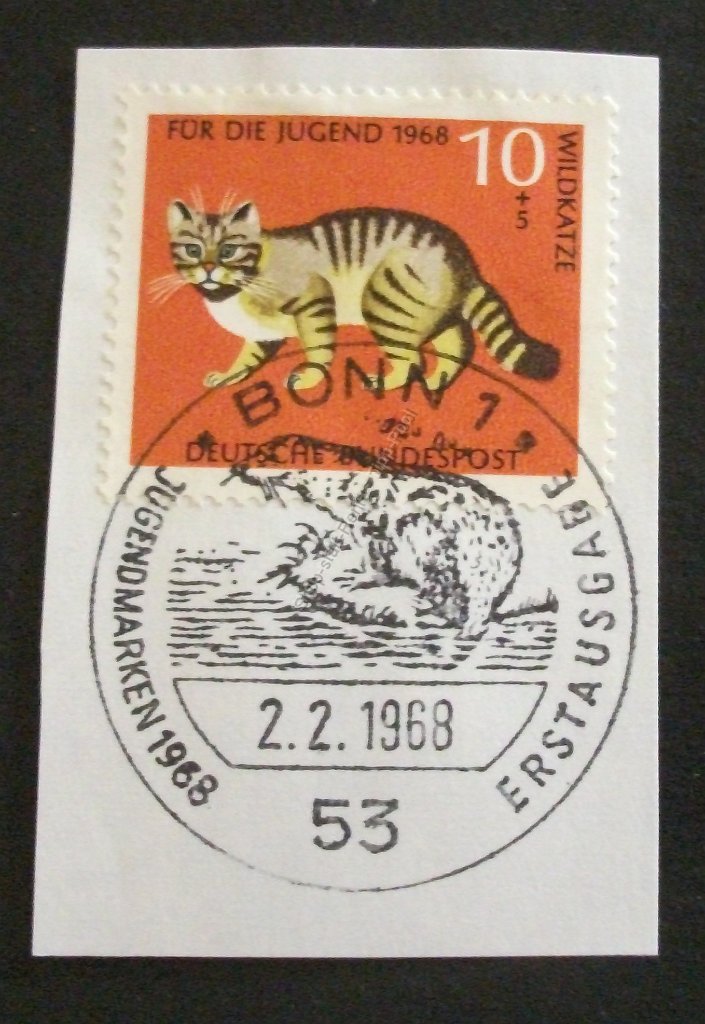 FÜR DIE JUGEND 1968
10
+
5
WILDKATZE
DEUTSCHE BUNDESPOST
BONN 1
JUGENDMARKEN 1968
ERSTAUSGABE
2.2.1968
53